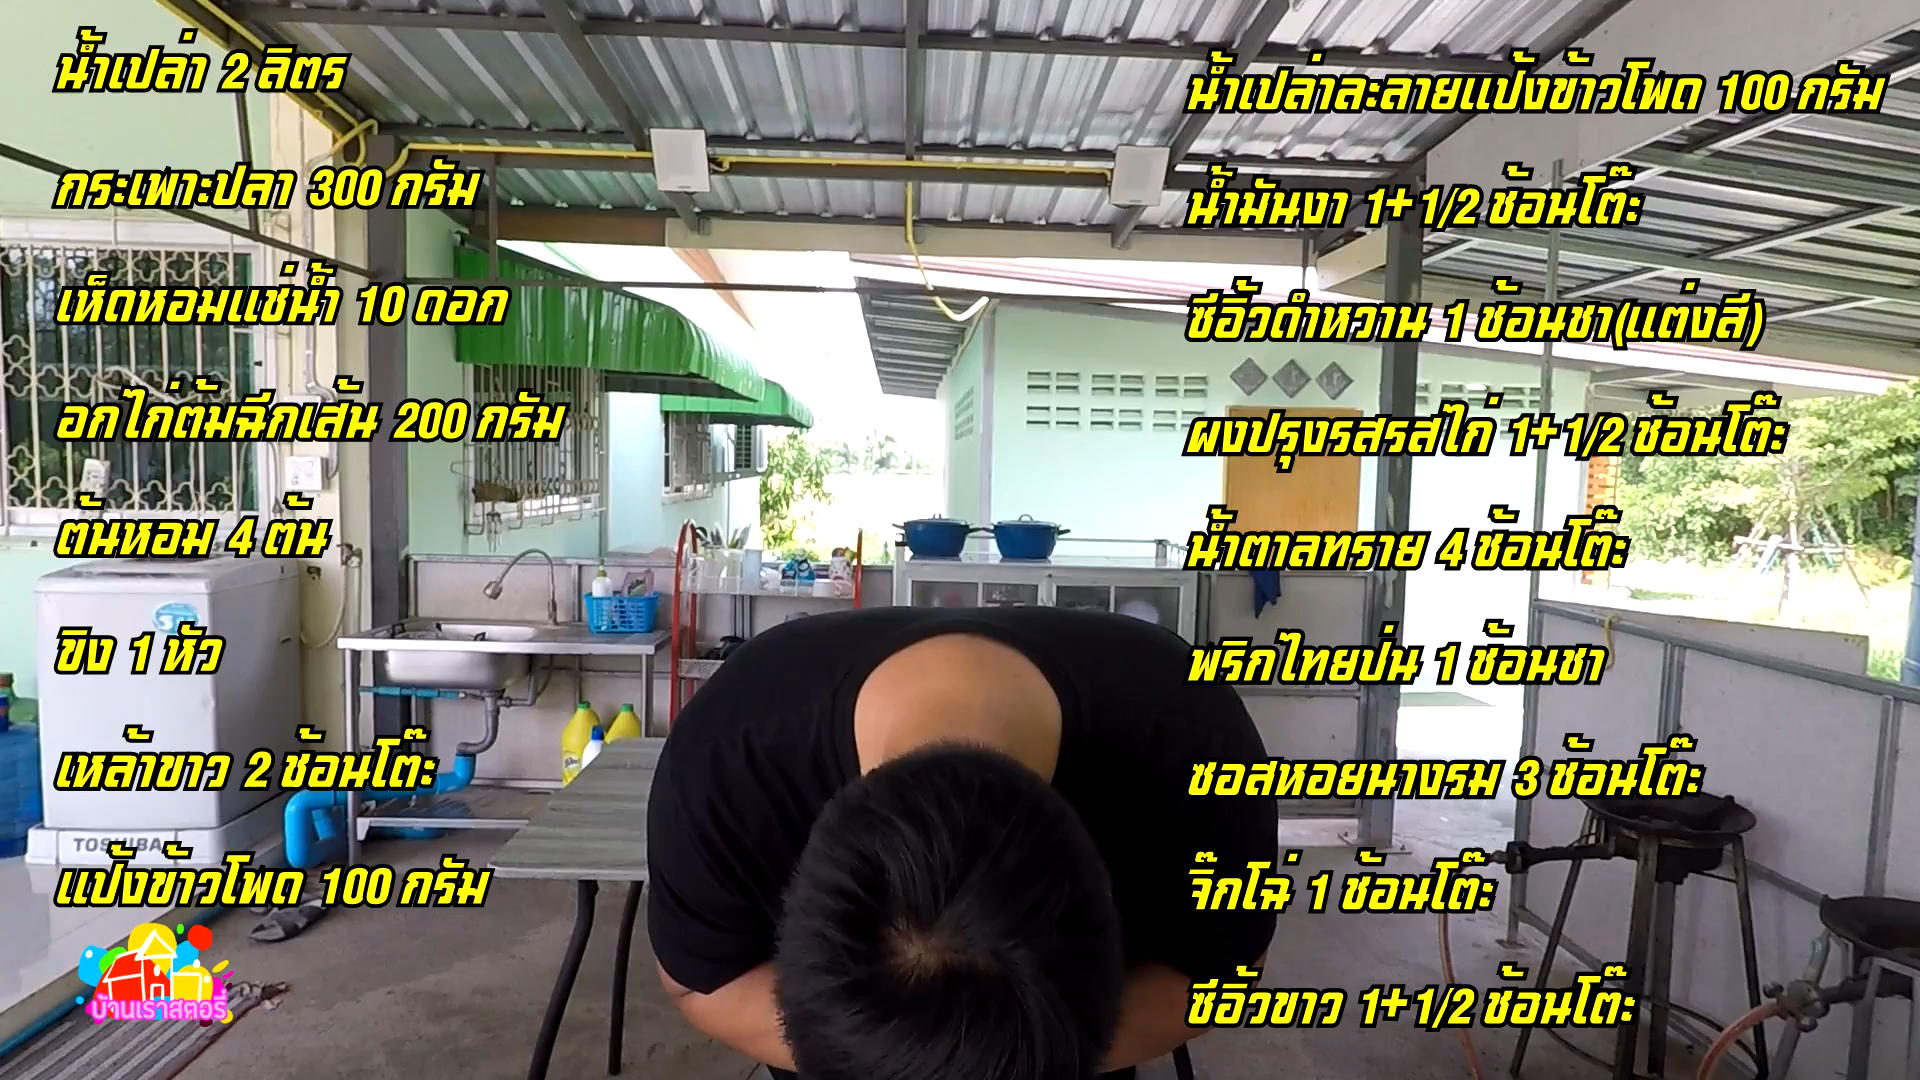 น้ำเปล่า 2 ลิตร
กระเพาะปลา 300 กรัม
เห็ดหอมแช่น้ำ 10 ดอก
อกไก่ต้มฉีกเส้น 200 กรัม
ต้นหอม 4 ต้น
ขิง 1 หัว
เหล้าขาว 2 ช้อนโต๊ะ
แป้งข้าวโพด 100 กรัม
น้ำเปล่าละลายแป้งข้าวโพด 100 กรัม
น้ำมันงา 1+1/2 ช้อนโต๊ะ
ซีอิ้วดำหวาน 1 ช้อนชา(แต่งสี)
ผงปรุงรสรสไก่ 1+1/2 ช้อนโต๊ะ
น้ำตาลทราย 4 ช้อนโต๊ะ
พริกไทยป่น 1 ช้อนชา
ซอสหอยนางรม 3 ช้อนโต๊ะ
จิ๊กโฉ่ 1 ช้อนโต๊ะ
ซีอิ้วขาว 1+1/2 ช้อนโต๊ะ
TOSHIBA
บ้านเราสตอรี่